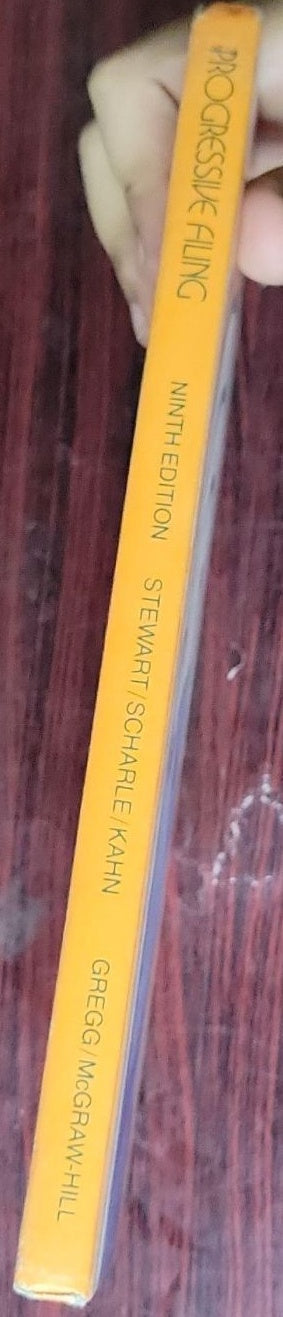 PROGRESSIVE FILING
NINTH EDITION
STEWART/SCHARLE/KAHN
GREGG/McGRAW-HILL